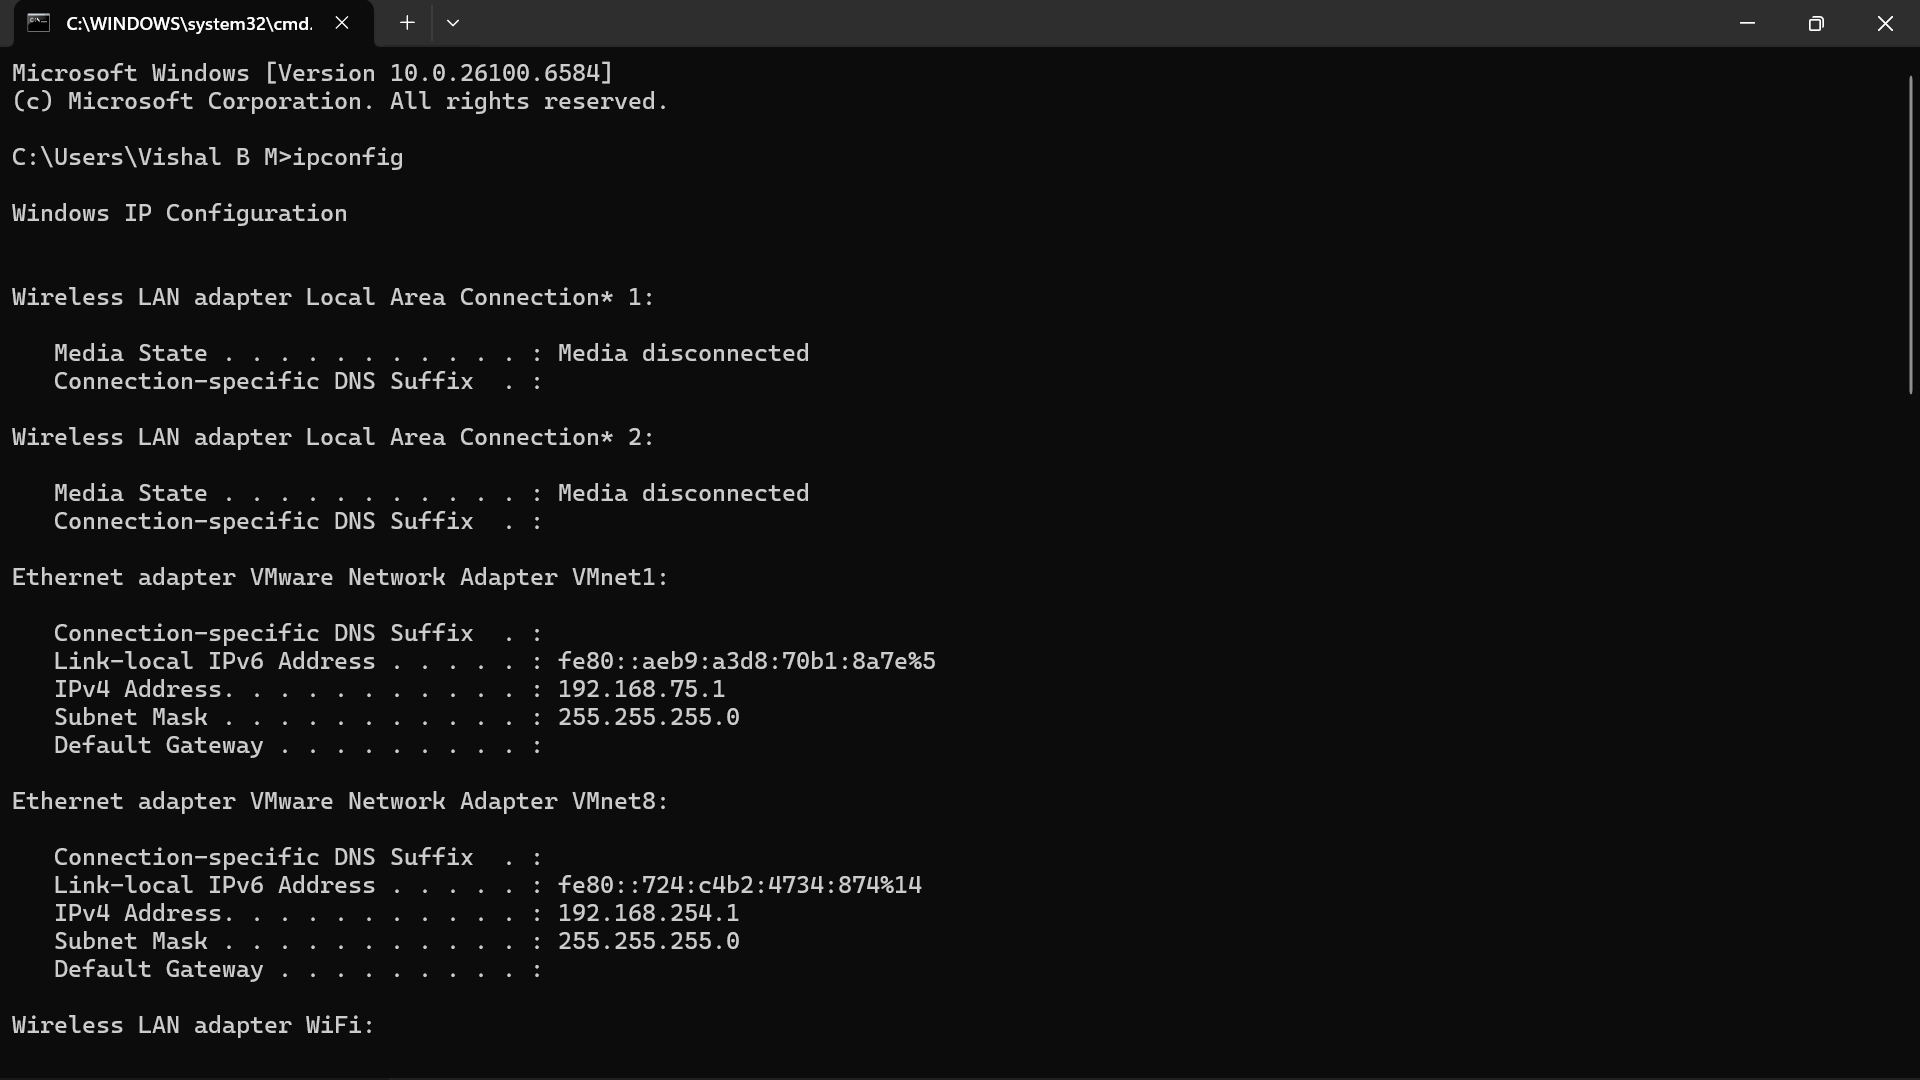 C:\WINDOWS\system32\cmd.
Microsoft Windows [Version 10.0.26100.6584]
(c) Microsoft Corporation. All rights reserved.
C:\Users\Vishal B M>ipconfig
Windows IP Configuration
Wireless LAN adapter Local Area Connection* 1:
   Media State . . . . . . . . . . . : Media disconnected
   Connection-specific DNS Suffix  . :
Wireless LAN adapter Local Area Connection* 2:
   Media State . . . . . . . . . . . : Media disconnected
   Connection-specific DNS Suffix  . :
Ethernet adapter VMware Network Adapter VMnet1:
   Connection-specific DNS Suffix  . :
   Link-local IPv6 Address . . . . . : fe80::aeb9:a3d8:70b1:8a7e%5
   IPv4 Address. . . . . . . . . . . : 192.168.75.1
   Subnet Mask . . . . . . . . . . . : 255.255.255.0
   Default Gateway . . . . . . . . . :
Ethernet adapter VMware Network Adapter VMnet8:
   Connection-specific DNS Suffix  . :
   Link-local IPv6 Address . . . . . : fe80::724:c4b2:4734:874%14
   IPv4 Address. . . . . . . . . . . : 192.168.254.1
   Subnet Mask . . . . . . . . . . . : 255.255.255.0
   Default Gateway . . . . . . . . . :
Wireless LAN adapter WiFi: